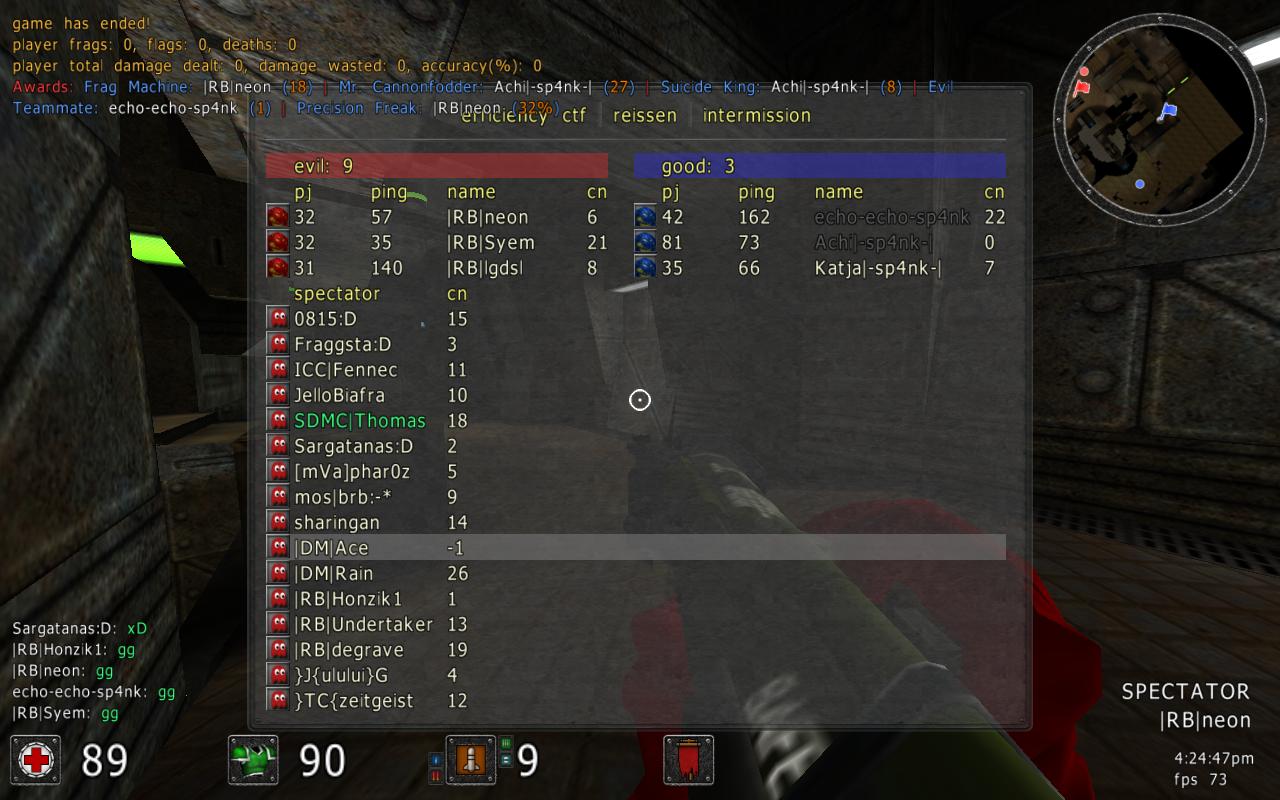 game has ended!
player frags: 0, flags: 0, deaths: 0
player total damage dealt: 0, damage wasted: 0, accuracy(%): 0
Awards: Frag Machine: |RB|neon (18) | Mr. Cannonfodder: Achi|-sp4nk-| (27) | Suicide King: Achi|-sp4nk-| (8) | Evil
Teammate: echo-echo-sp4nk (1) | Precision Freak: |RB|neon (32%)
efficiency ctf reissen intermission
evil: 9 good: 3
pj ping name cn pj ping name cn
32 57 |RB|neon 6 42 162 echo-echo-sp4nk 22
32 35 |RB|Syem 21 81 73 Achi|-sp4nk-| 0
31 140 |RB|lgdsl 8 35 66 Katja|-sp4nk-| 7
spectator cn
0815:D 15
Fraggsta:D 3
ICC|Fennec 11
JelloBiafra 10
SDMC|Thomas 18
Sargatanas:D 2
[mVa]phar0z 5
mos|brb:-* 9
sharingan 14
|DM|Ace -1
|DM|Rain 26
|RB|Honzik1 1
|RB|Undertaker 13
|RB|degrave 19
}J{ulului}G 4
}TC{zeitgeist 12
Sargatanas:D: xD
|RB|Honzik1: gg
|RB|neon: gg
echo-echo-sp4nk: gg
|RB|Syem: gg
SPECTATOR
|RB|neon
4:24:47pm
fps 73
89 90 9